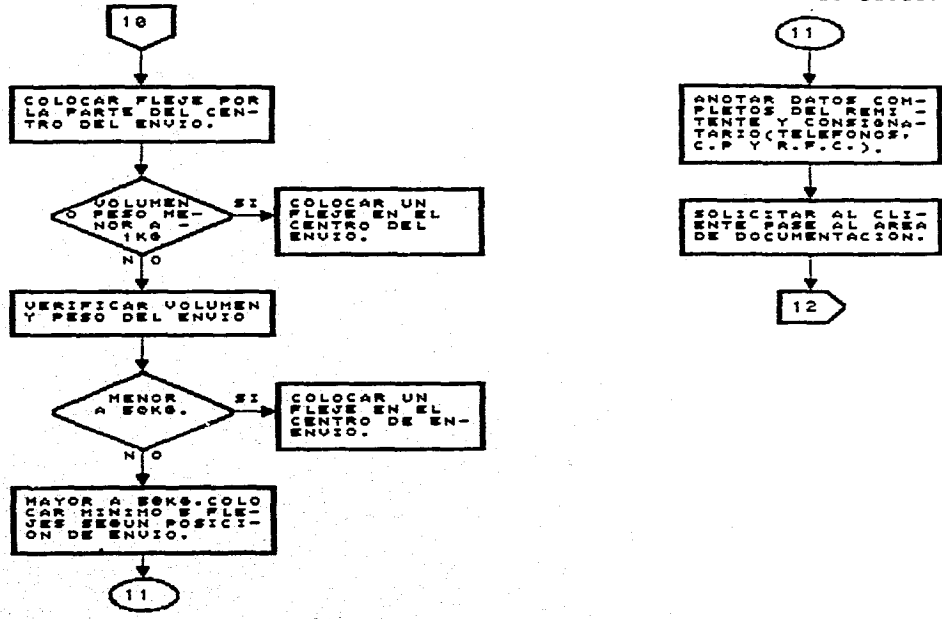 10
COLOCAR FLEJE POR
LA PARTE DEL CEN-
TRO DEL ENVIO.
VOLUMEN
O PESO ME-
NOR A
1KG
SI
COLOCAR UN
FLEJE EN EL
CENTRO DEL
ENVIO.
NO
VERIFICAR VOLUMEN
Y PESO DEL ENVIO
MENOR
A 50KG.
SI
COLOCAR UN
FLEJE EN EL
CENTRO DE EN-
ENVIO.
NO
MAYOR A 50KG.COLO
CAR MINIMO FLE-
JES SEGUN POSICI-
ON DE ENVIO.
11
11
ANOTAR DATOS COM-
PLETOS DEL REMI-
TENTE Y CONSIGNA-
TARIO(TELEFONOS,
C.P Y R.F.C.).
SOLICITAR AL CLI-
ENTE PASE AL AREA
DE DOCUMENTACION.
12